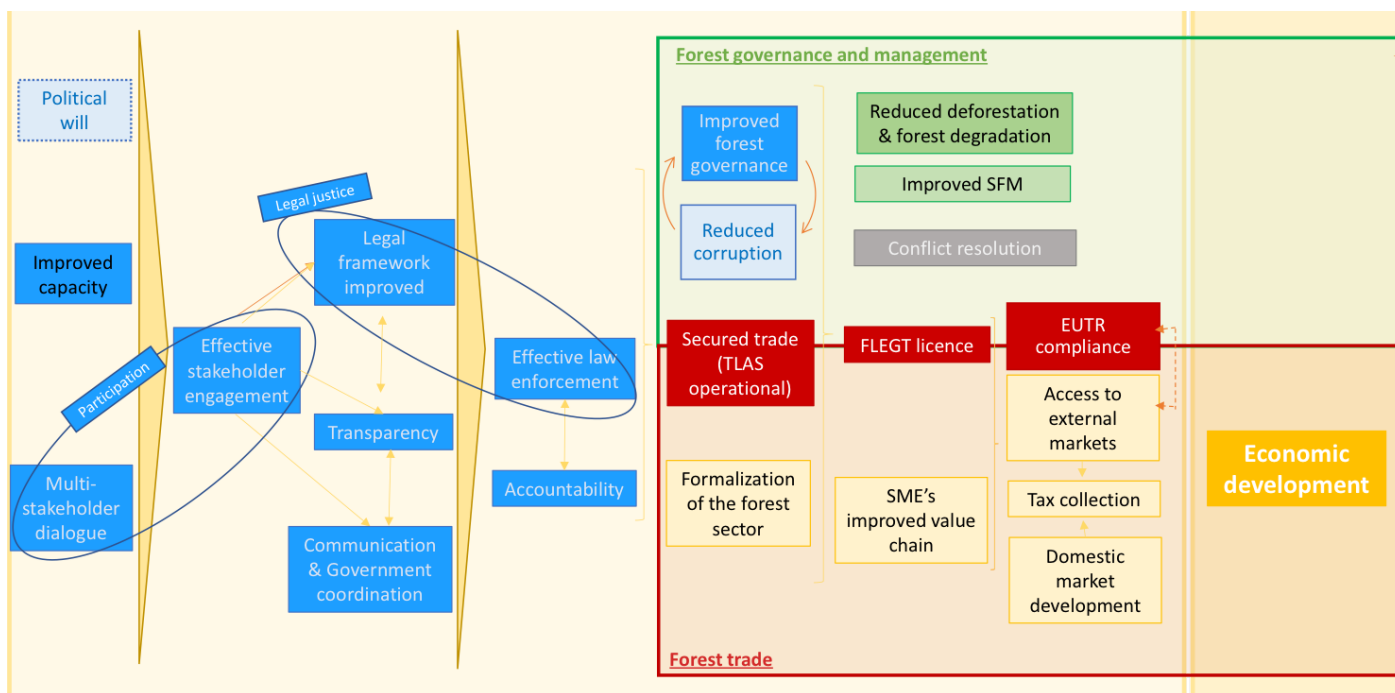 Political
will
Improved
capacity
Multi-
stakeholder
dialogue
Participation
Effective
stakeholder
engagement
Legal justice
Legal
framework
improved
Transparency
Communication
& Government
coordination
Effective law
enforcement
Accountability
Forest governance and management
Improved
forest
governance
Reduced
corruption
Reduced deforestation
& forest degradation
Improved SFM
Conflict resolution
Secured trade
(TLAS
operational)
FLEGT licence
EUTR
compliance
Access to
external
markets
Tax collection
Domestic
market
development
Formalization
of the forest
sector
SME's
improved value
chain
Forest trade
Economic
development